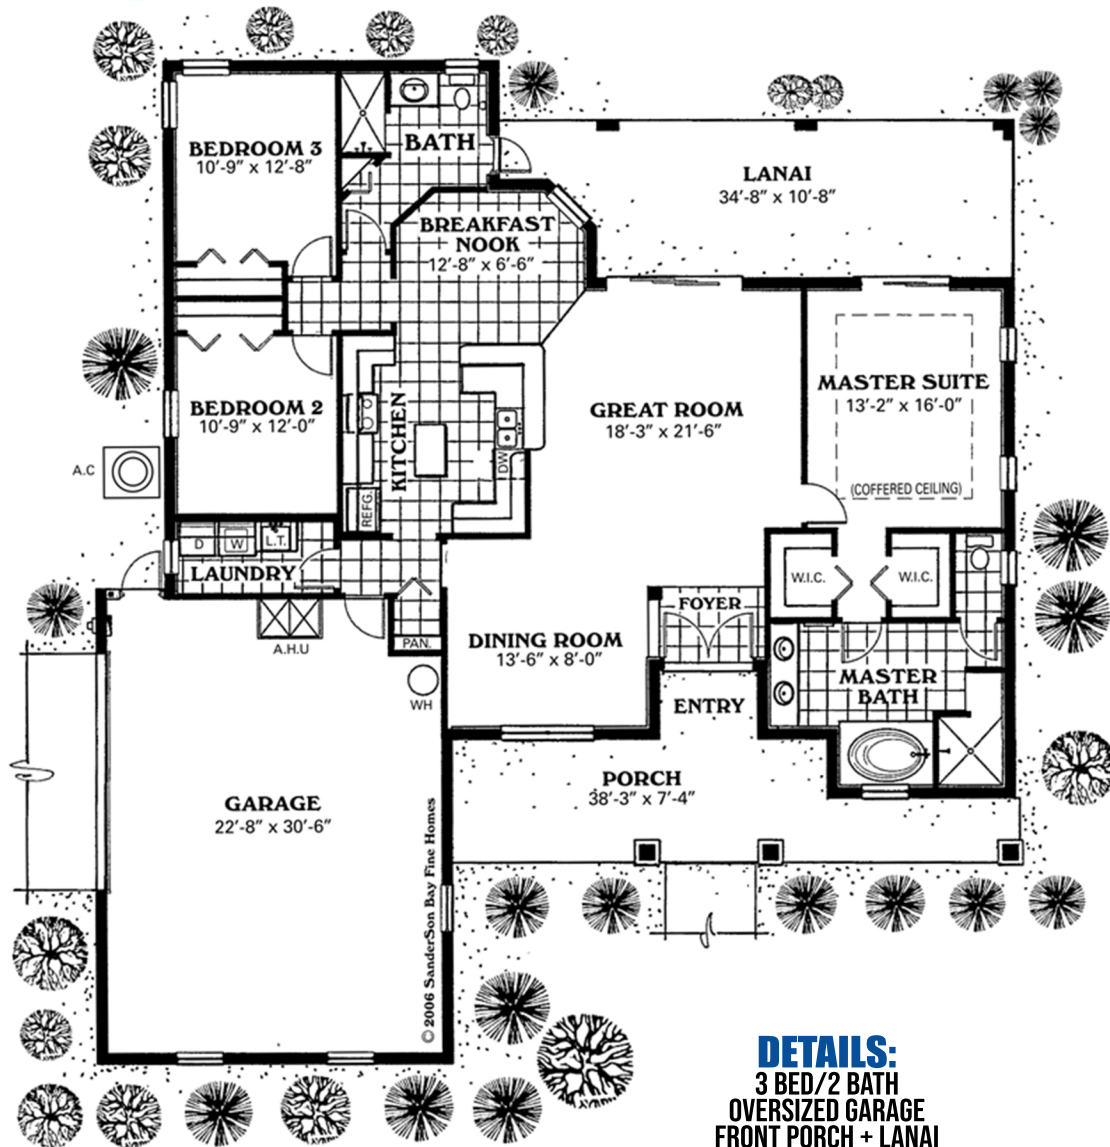 BEDROOM 3
10'-9" x 12'-8"
BATH
LANAI
34'-8" x 10'-8"
BREAKFAST
NOOK
12'-8" x 6'-6"
BEDROOM 2
10'-9" x 12'-0"
KITCHEN
REFG.
DW
GREAT ROOM
18'-3" x 21'-6"
MASTER SUITE
13'-2" x 16'-0"
(COFFERED CEILING)
A.C
D
W
L.T.
LAUNDRY
A.H.U
PAN.
WH
W.I.C.
W.I.C.
FOYER
DINING ROOM
13'-6" x 8'-0"
ENTRY
MASTER
BATH
PORCH
38'-3" x 7'-4"
GARAGE
22'-8" x 30'-6"
© 2006 SanderSon Bay Fine Homes
DETAILS:
3 BED/2 BATH
OVERSIZED GARAGE
FRONT PORCH + LANAI